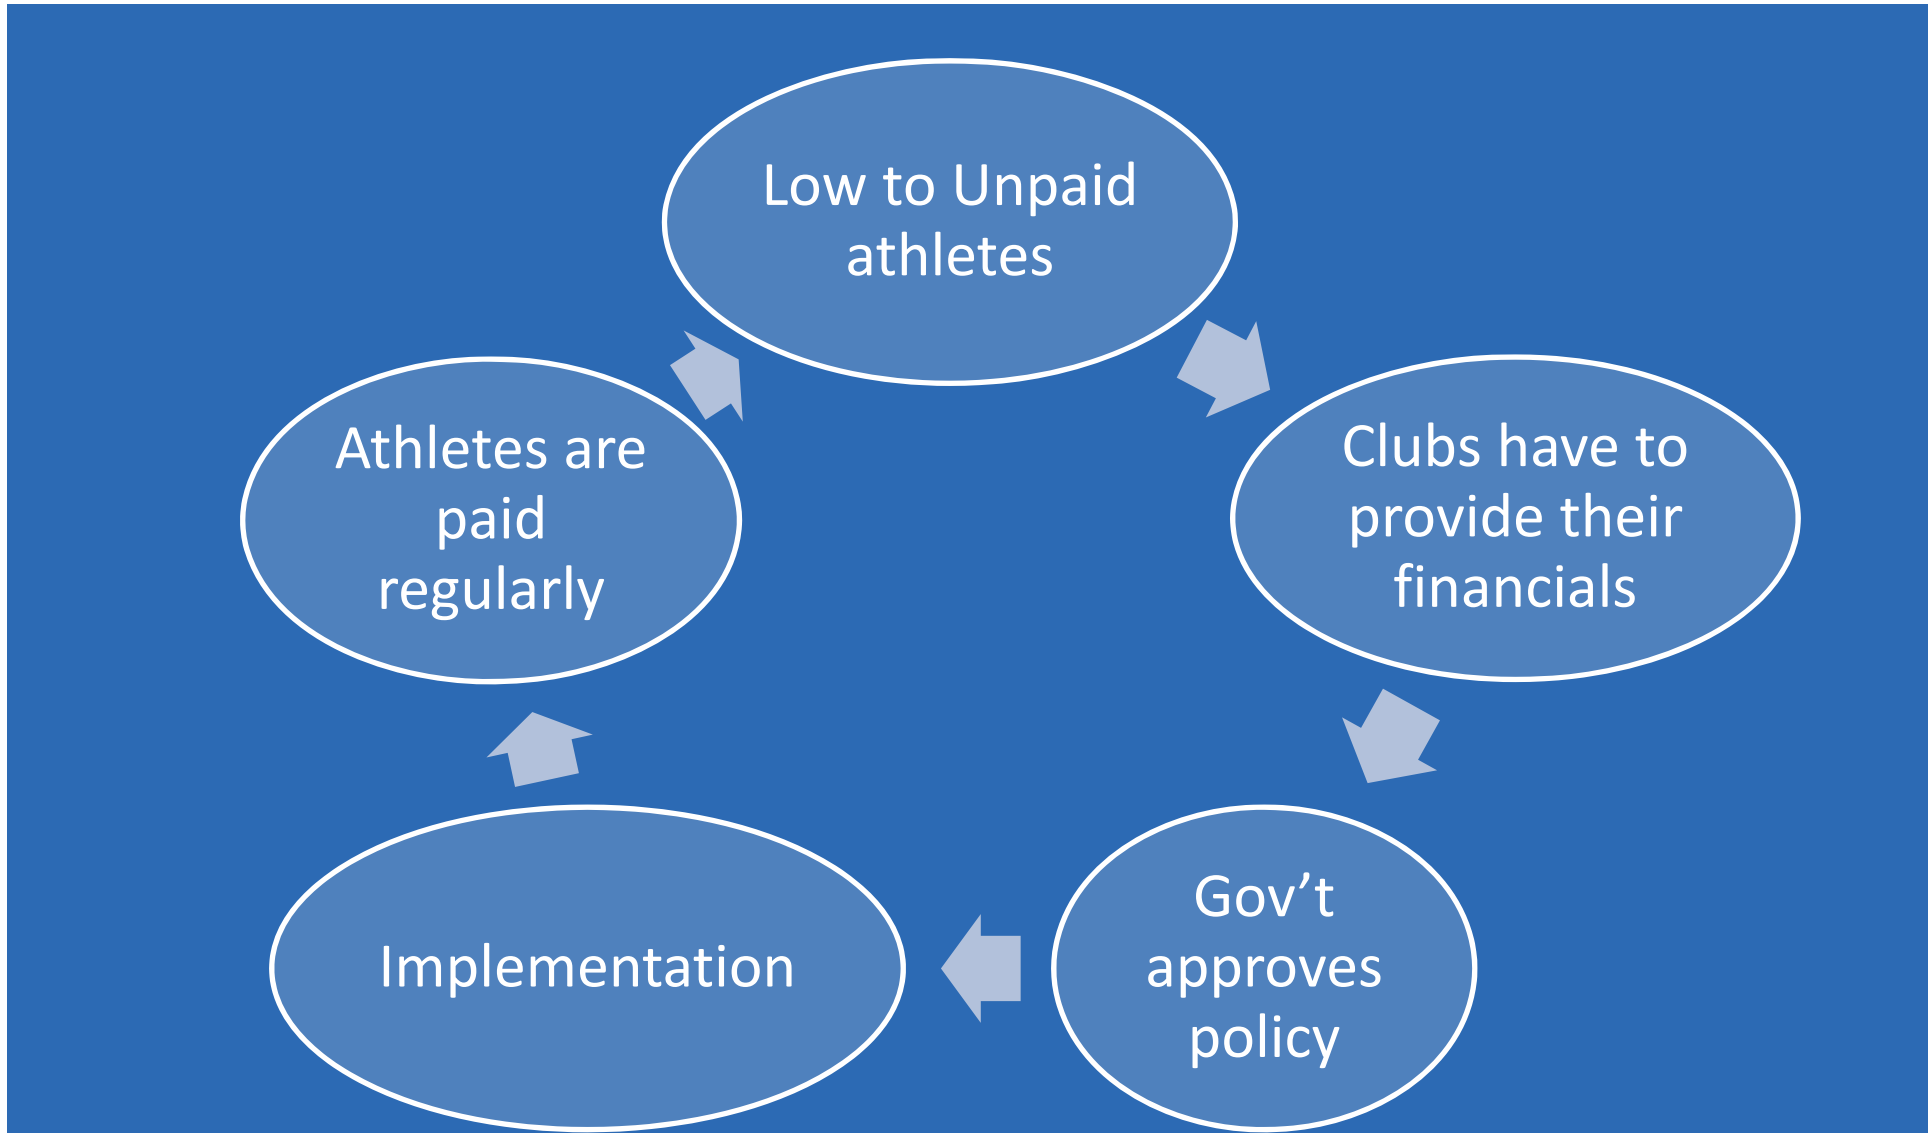 Low to Unpaid
athletes
Clubs have to
provide their
financials
Gov’t
approves
policy
Implementation
Athletes are
paid
regularly